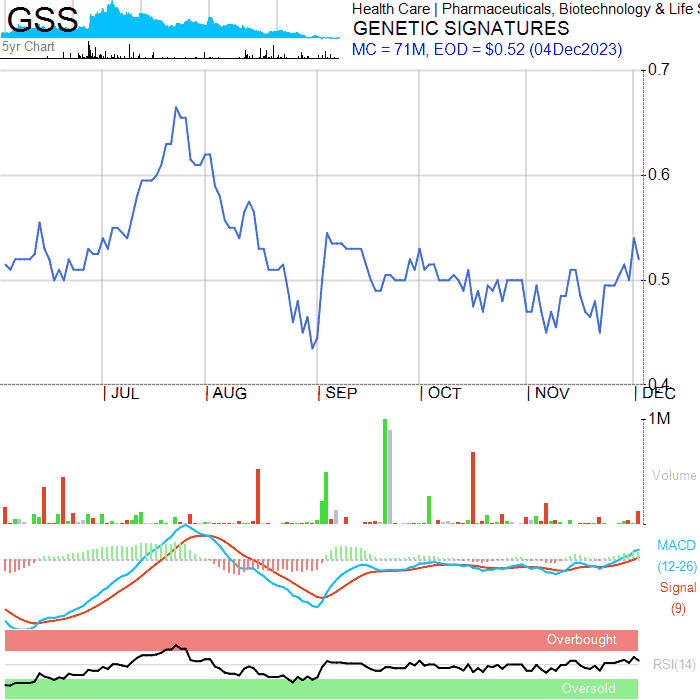 GSS
5yr Chart
Health Care | Pharmaceuticals, Biotechnology & Life S
GENETIC SIGNATURES
MC = 71M, EOD = $0.52 (04Dec2023)
0.7
0.6
0.5
0.4
JUL AUG SEP OCT NOV DEC
1M
Volume
MACD
(12-26)
Signal
(9)
Overbought
RSI(14)
Oversold